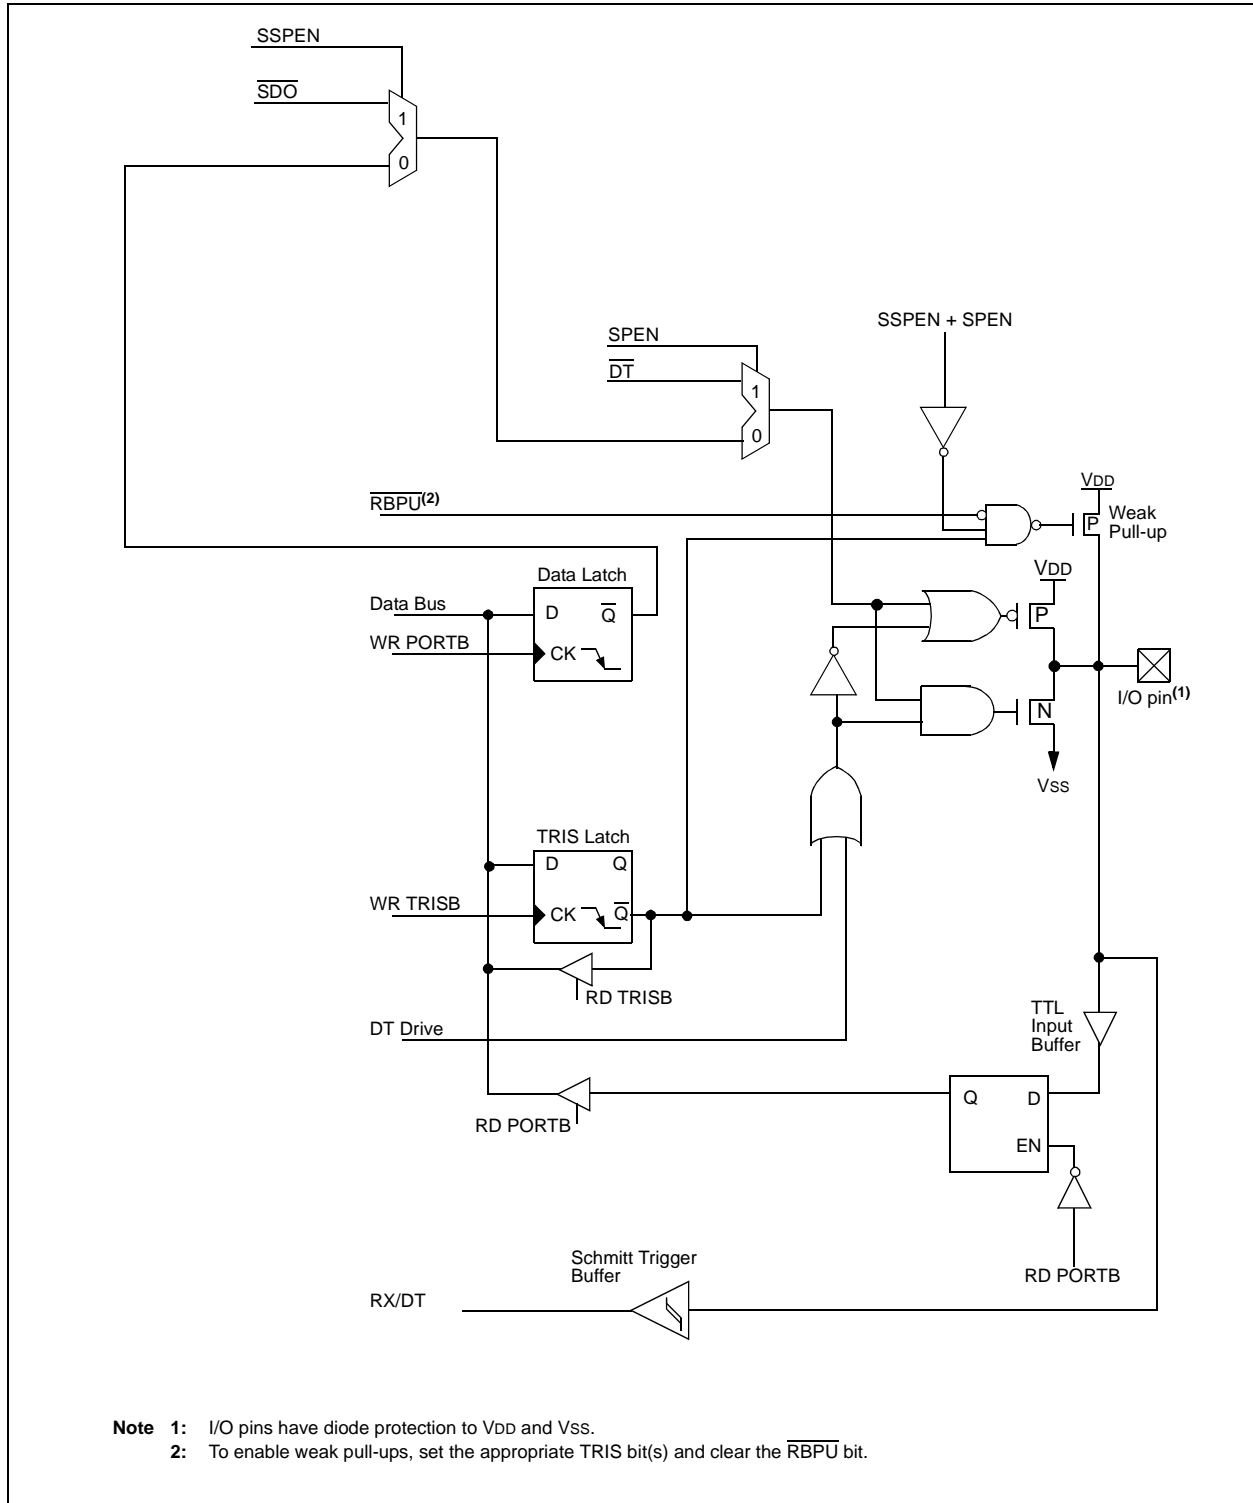 SSPEN
SDO
1
0
SSPEN + SPEN
SPEN
DT
1
0
VDD
RBPU(2)
Weak
Pull-up
P
VDD
Data Latch
Data Bus
D
Q
P
WR PORTB
CK
I/O pin(1)
N
VSS
TRIS Latch
D
Q
WR TRISB
CK
Q
RD TRISB
TTL
Input
Buffer
DT Drive
Q
D
RD PORTB
EN
Schmitt Trigger
Buffer
RD PORTB
RX/DT
Note 1: I/O pins have diode protection to VDD and VSS.
2: To enable weak pull-ups, set the appropriate TRIS bit(s) and clear the RBPU bit.